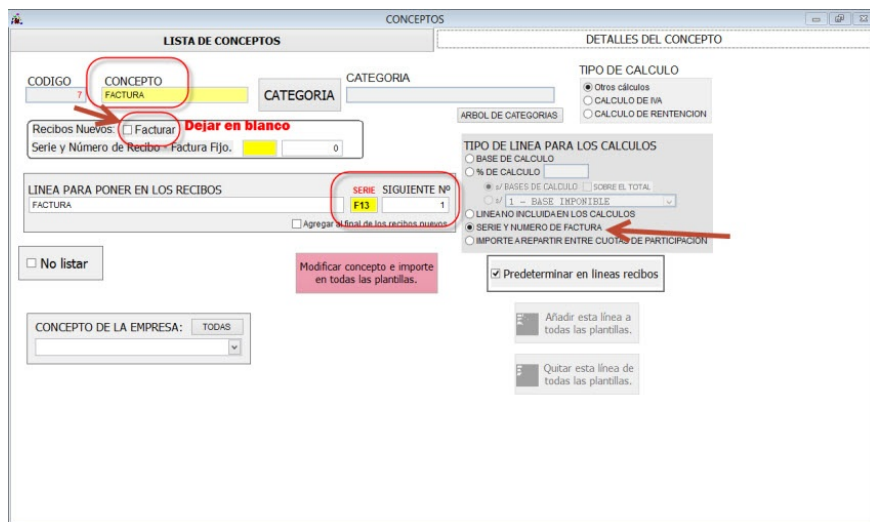 CONCEPTOS
LISTA DE CONCEPTOS
DETALLES DEL CONCEPTO
CODIGO
CONCEPTO
7
FACTURA
CATEGORIA
CATEGORIA
ARBOL DE CATEGORIAS
TIPO DE CALCULO
Otros cálculos
CALCULO DE IVA
CALCULO DE RENTENCION
Recibos Nuevos: Facturar Dejar en blanco
Serie y Número de Recibo - Factura Fijo. 0
LINEA PARA PONER EN LOS RECIBOS
SERIE SIGUIENTE Nº
FACTURA F13 1
Agregar al final de los recibos nuevos
TIPO DE LINEA PARA LOS CALCULOS
BASE DE CALCULO
% DE CALCULO
s/ BASES DE CALCULO SOBRE EL TOTAL
s/ 1 - BASE IMPONIBLE
LINEA NO INCLUIDA EN LOS CALCULOS
SERIE Y NUMERO DE FACTURA
IMPORTE A REPARTIR ENTRE CUOTAS DE PARTICIPACION
No listar
Modificar concepto e importe
en todas las plantillas.
Predeterminar en lineas recibos
CONCEPTO DE LA EMPRESA: TODAS
Añadir esta línea a
todas las plantillas.
Quitar esta línea de
todas las plantillas.